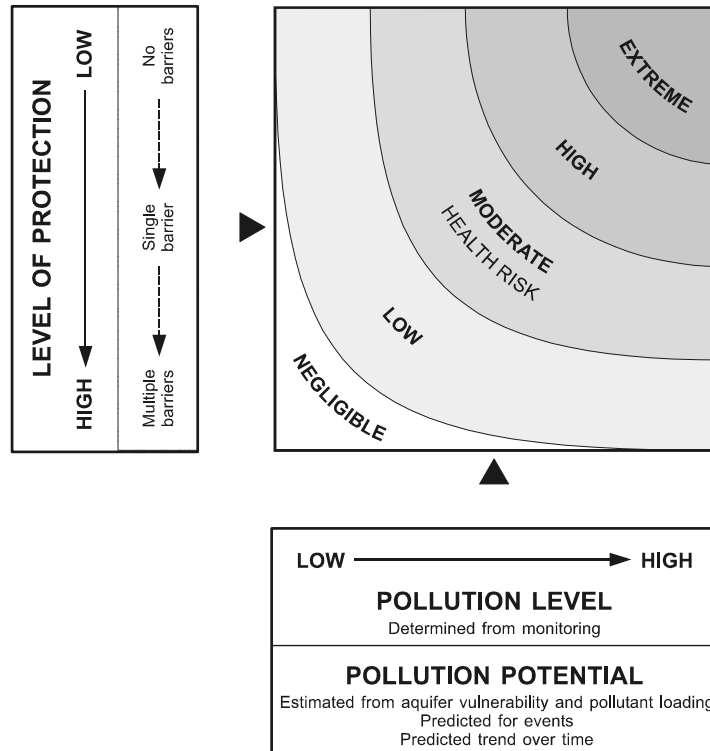 LEVEL OF PROTECTION
LOW
HIGH
No
barriers
Single
barrier
Multiple
barriers
EXTREME
HIGH
MODERATE
HEALTH RISK
LOW
NEGLIGIBLE
LOW HIGH
POLLUTION LEVEL
Determined from monitoring
POLLUTION POTENTIAL
Estimated from aquifer vulnerability and pollutant loading
Predicted for events
Predicted trend over time